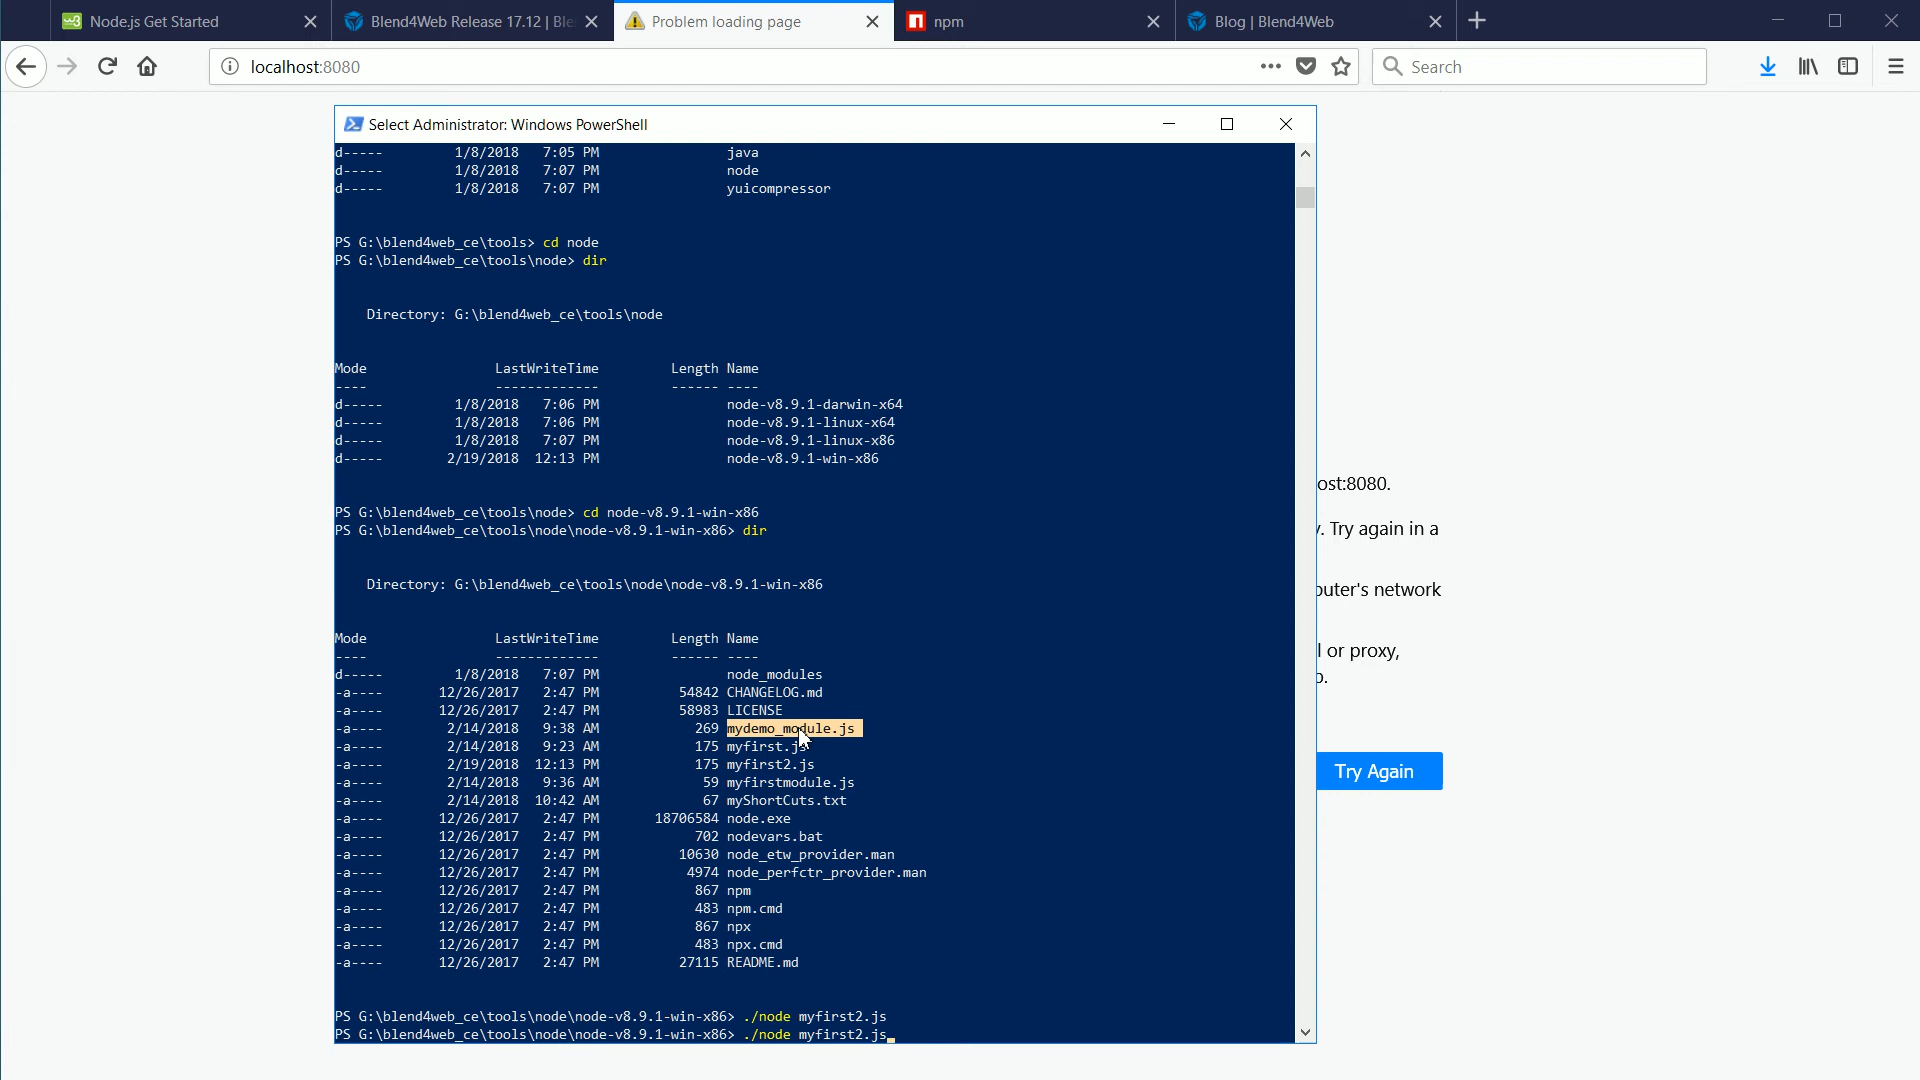 Node.js Get Started
Blend4Web Release 17.12 | Ble
Problem loading page
npm
Blog | Blend4Web
localhost:8080
Search
Select Administrator: Windows PowerShell
d----- 1/8/2018 7:05 PM java
d----- 1/8/2018 7:07 PM node
d----- 1/8/2018 7:07 PM yuicompressor
PS G:\blend4web_ce\tools> cd node
PS G:\blend4web_ce\tools\node> dir
Directory: G:\blend4web_ce\tools\node
Mode LastWriteTime Length Name
---- ------------- ------ ----
d----- 1/8/2018 7:06 PM node-v8.9.1-darwin-x64
d----- 1/8/2018 7:06 PM node-v8.9.1-linux-x64
d----- 1/8/2018 7:07 PM node-v8.9.1-linux-x86
d----- 2/19/2018 12:13 PM node-v8.9.1-win-x86
ost:8080.
PS G:\blend4web_ce\tools\node> cd node-v8.9.1-win-x86
PS G:\blend4web_ce\tools\node\node-v8.9.1-win-x86> dir
y. Try again in a
Directory: G:\blend4web_ce\tools\node\node-v8.9.1-win-x86
puter's network
Mode LastWriteTime Length Name
---- ------------- ------ ----
l or proxy,
d----- 1/8/2018 7:07 PM node_modules
b.
-a---- 12/26/2017 2:47 PM 54842 CHANGELOG.md
-a---- 12/26/2017 2:47 PM 58983 LICENSE
-a---- 2/14/2018 9:38 AM 269 mydemo_module.js
-a---- 2/14/2018 9:23 AM 175 myfirst.js
-a---- 2/19/2018 12:13 PM 175 myfirst2.js
Try Again
-a---- 2/14/2018 9:36 AM 59 myfirstmodule.js
-a---- 2/14/2018 10:42 AM 67 myShortCuts.txt
-a---- 12/26/2017 2:47 PM 18706584 node.exe
-a---- 12/26/2017 2:47 PM 702 nodevars.bat
-a---- 12/26/2017 2:47 PM 10630 node_etw_provider.man
-a---- 12/26/2017 2:47 PM 4974 node_perfctr_provider.man
-a---- 12/26/2017 2:47 PM 867 npm
-a---- 12/26/2017 2:47 PM 483 npm.cmd
-a---- 12/26/2017 2:47 PM 867 npx
-a---- 12/26/2017 2:47 PM 483 npx.cmd
-a---- 12/26/2017 2:47 PM 27115 README.md
PS G:\blend4web_ce\tools\node\node-v8.9.1-win-x86> ./node myfirst2.js
PS G:\blend4web_ce\tools\node\node-v8.9.1-win-x86> ./node myfirst2.js